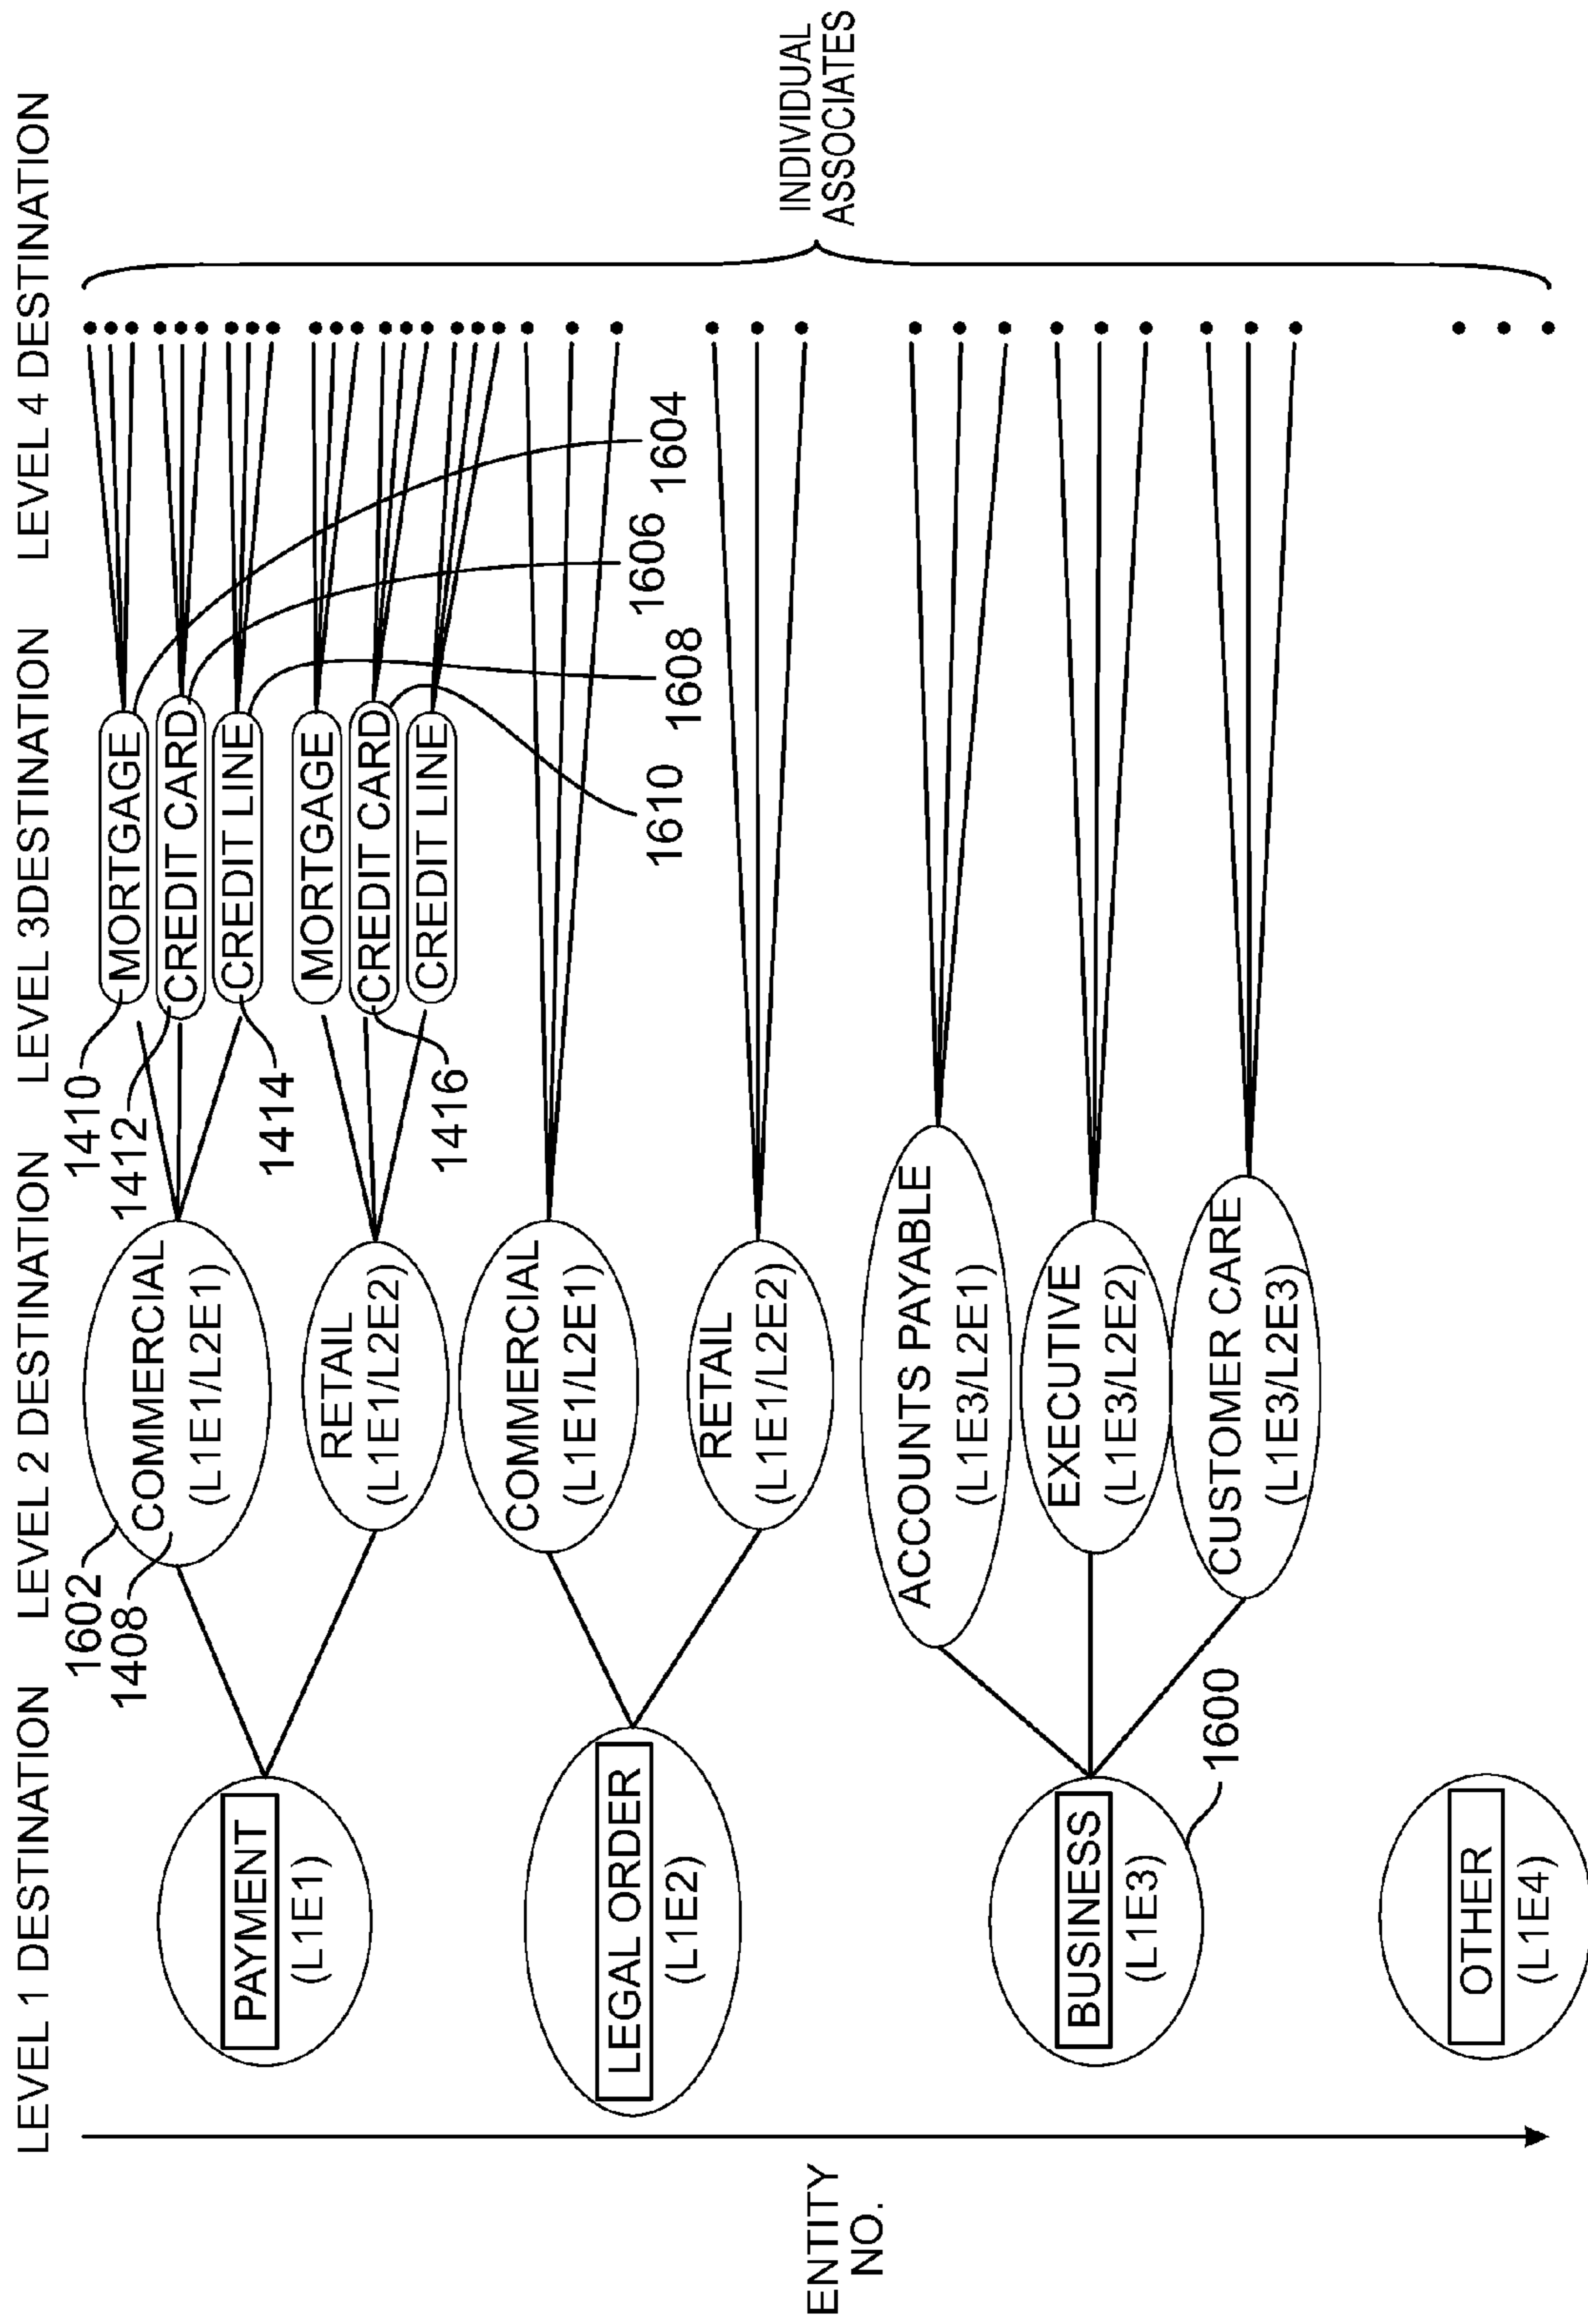 LEVEL 1 DESTINATION
LEVEL 2 DESTINATION
LEVEL 3DESTINATION
LEVEL 4 DESTINATION
ENTITY
NO.
PAYMENT
(L1E1)
LEGAL ORDER
(L1E2)
BUSINESS
(L1E3)
1600
OTHER
(L1E4)
1602
1408
COMMERCIAL
(L1E1/L2E1)
RETAIL
(L1E1/L2E2)
COMMERCIAL
(L1E1/L2E1)
RETAIL
(L1E1/L2E2)
ACCOUNTS PAYABLE
(L1E3/L2E1)
EXECUTIVE
(L1E3/L2E2)
CUSTOMER CARE
(L1E3/L2E3)
1410
1412
1414
1416
MORTGAGE
CREDIT CARD
CREDIT LINE
MORTGAGE
CREDIT CARD
CREDIT LINE
1610
1608
1606
1604
INDIVIDUAL
ASSOCIATES